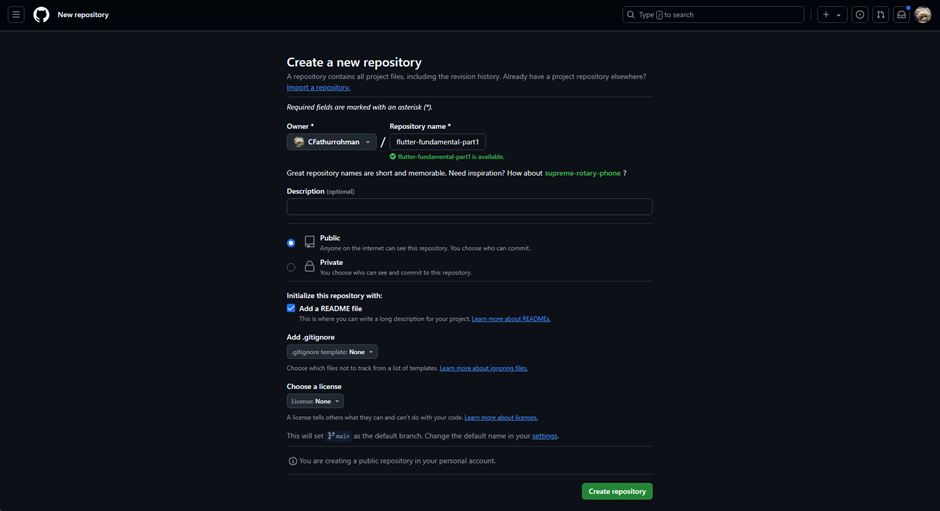 New repository
Type / to search
Create a new repository
A repository contains all project files, including the revision history. Already have a project repository elsewhere?
Import a repository.
Required fields are marked with an asterisk (*).
Owner * Repository name *
CFathurrohman / flutter-fundamental-part1
flutter-fundamental-part1 is available.
Great repository names are short and memorable. Need inspiration? How about supreme-rotary-phone ?
Description (optional)
Public
Anyone on the internet can see this repository. You choose who can commit.
Private
You choose who can see and commit to this repository.
Initialize this repository with:
Add a README file
This is where you can write a long description for your project. Learn more about READMEs.
Add .gitignore
.gitignore template: None
Choose which files not to track from a list of templates. Learn more about ignoring files.
Choose a license
License: None
A license tells others what they can and can't do with your code. Learn more about licenses.
This will set main as the default branch. Change the default name in your settings.
You are creating a public repository in your personal account.
Create repository